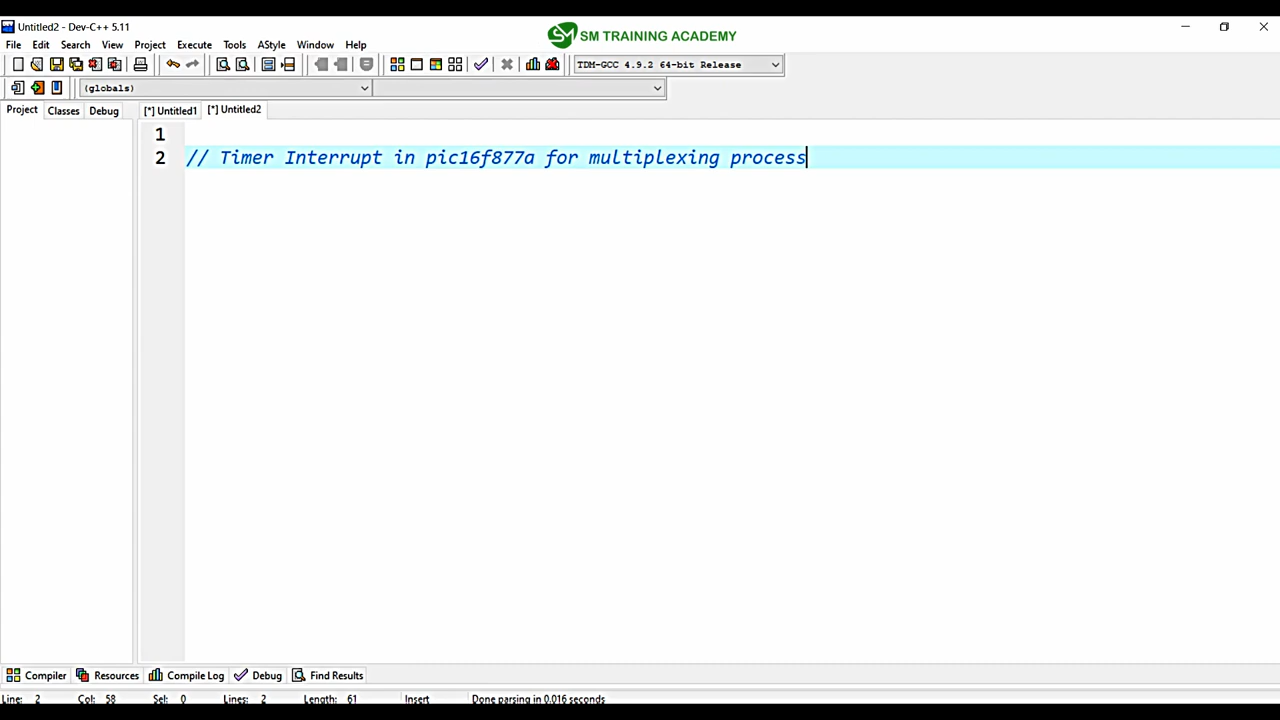 Untitled2 - Dev-C++ 5.11
SM TRAINING ACADEMY
File Edit Search View Project Execute Tools AStyle Window Help
TDM-GCC 4.9.2 64-bit Release
(globals)
Project Classes Debug [*] Untitled1 [*] Untitled2
1
2 // Timer Interrupt in pic16f877a for multiplexing process
Compiler Resources Compile Log Debug Find Results
Line: 2 Col: 58 Sel: 0 Lines: 2 Length: 61 Insert Done parsing in 0.016 seconds